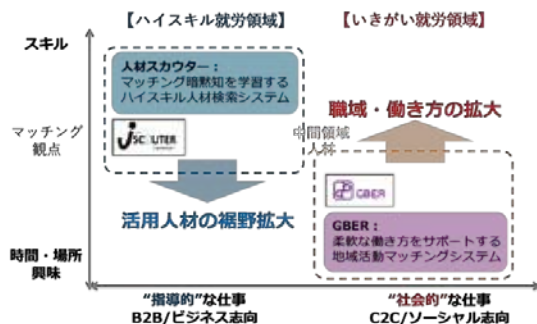 【ハイスキル就労領域】
【いきがい就労領域】
スキル
人材スカウター：
マッチング暗黙知を学習する
ハイスキル人材検索システム
マッチング
観点
職域・働き方の拡大
中間領域
人材
GBER
活用人材の裾野拡大
GBER：
柔軟な働き方をサポートする
地域活動マッチングシステム
時間・場所
興味
“指導的”な仕事
B2B/ビジネス志向
“社会的”な仕事
C2C/ソーシャル志向